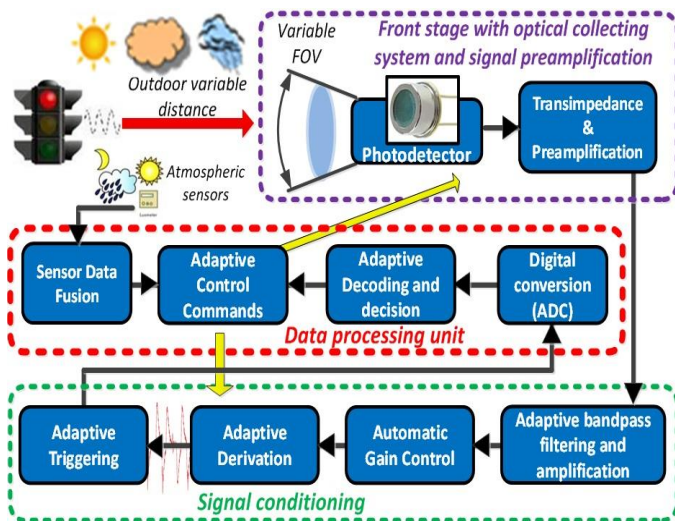 Variable
FOV
Front stage with optical collecting
system and signal preamplification
Outdoor variable
distance
Photodetector
Transimpedance
&
Preamplification
Atmospheric
sensors
Sensor Data
Fusion
Adaptive
Control
Commands
Adaptive
Decoding and
decision
Digital
conversion
(ADC)
Data processing unit
Adaptive
Triggering
Adaptive
Derivation
Automatic
Gain Control
Adaptive bandpass
filtering and
amplification
Signal conditioning